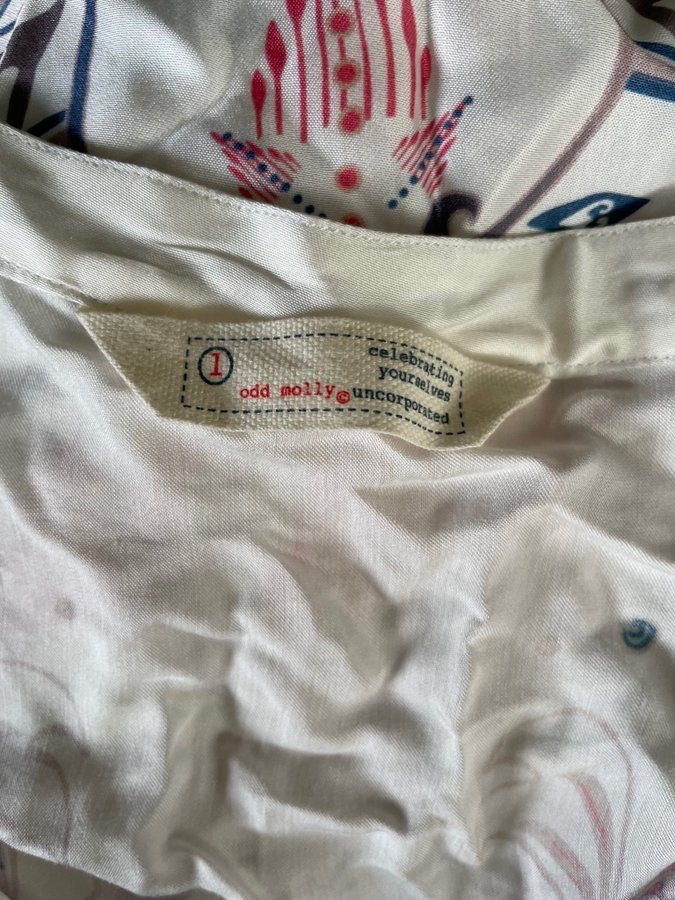 1
celebrating
yourselves
odd molly© uncorporated